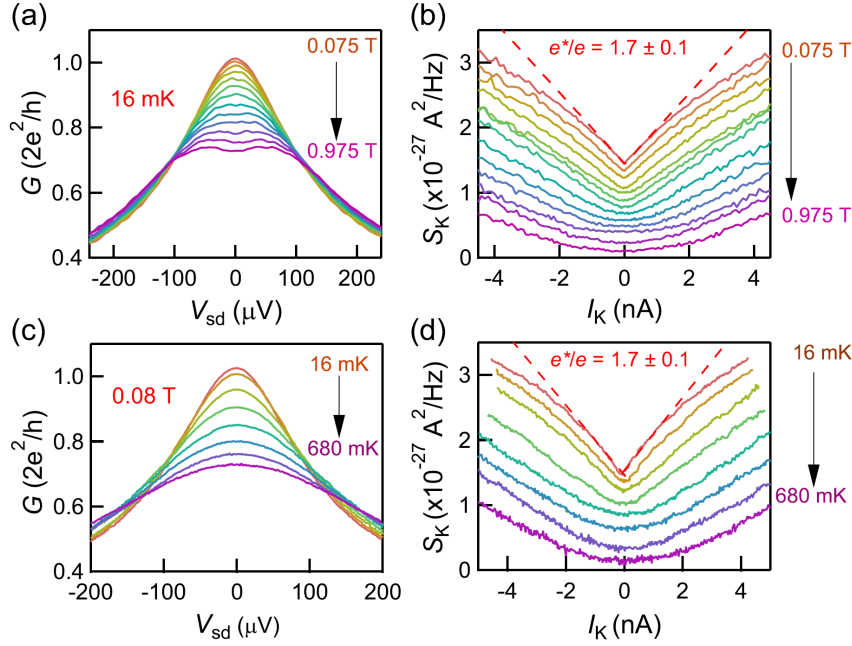 (a)
1.0
0.8
0.6
0.4
G (2e²/h)
16 mK
0.075 T
0.975 T
-200 -100 0 100 200
V_sd (μV)
(b)
3
2
1
0
S_K (x10⁻²⁷ A²/Hz)
e*/e = 1.7 ± 0.1
0.075 T
0.975 T
-4 -2 0 2 4
I_K (nA)
(c)
1.0
0.8
0.6
0.4
G (2e²/h)
0.08 T
16 mK
680 mK
-200 -100 0 100 200
V_sd (μV)
(d)
3
2
1
0
S_K (x10⁻²⁷ A²/Hz)
e*/e = 1.7 ± 0.1
16 mK
680 mK
-4 -2 0 2 4
I_K (nA)